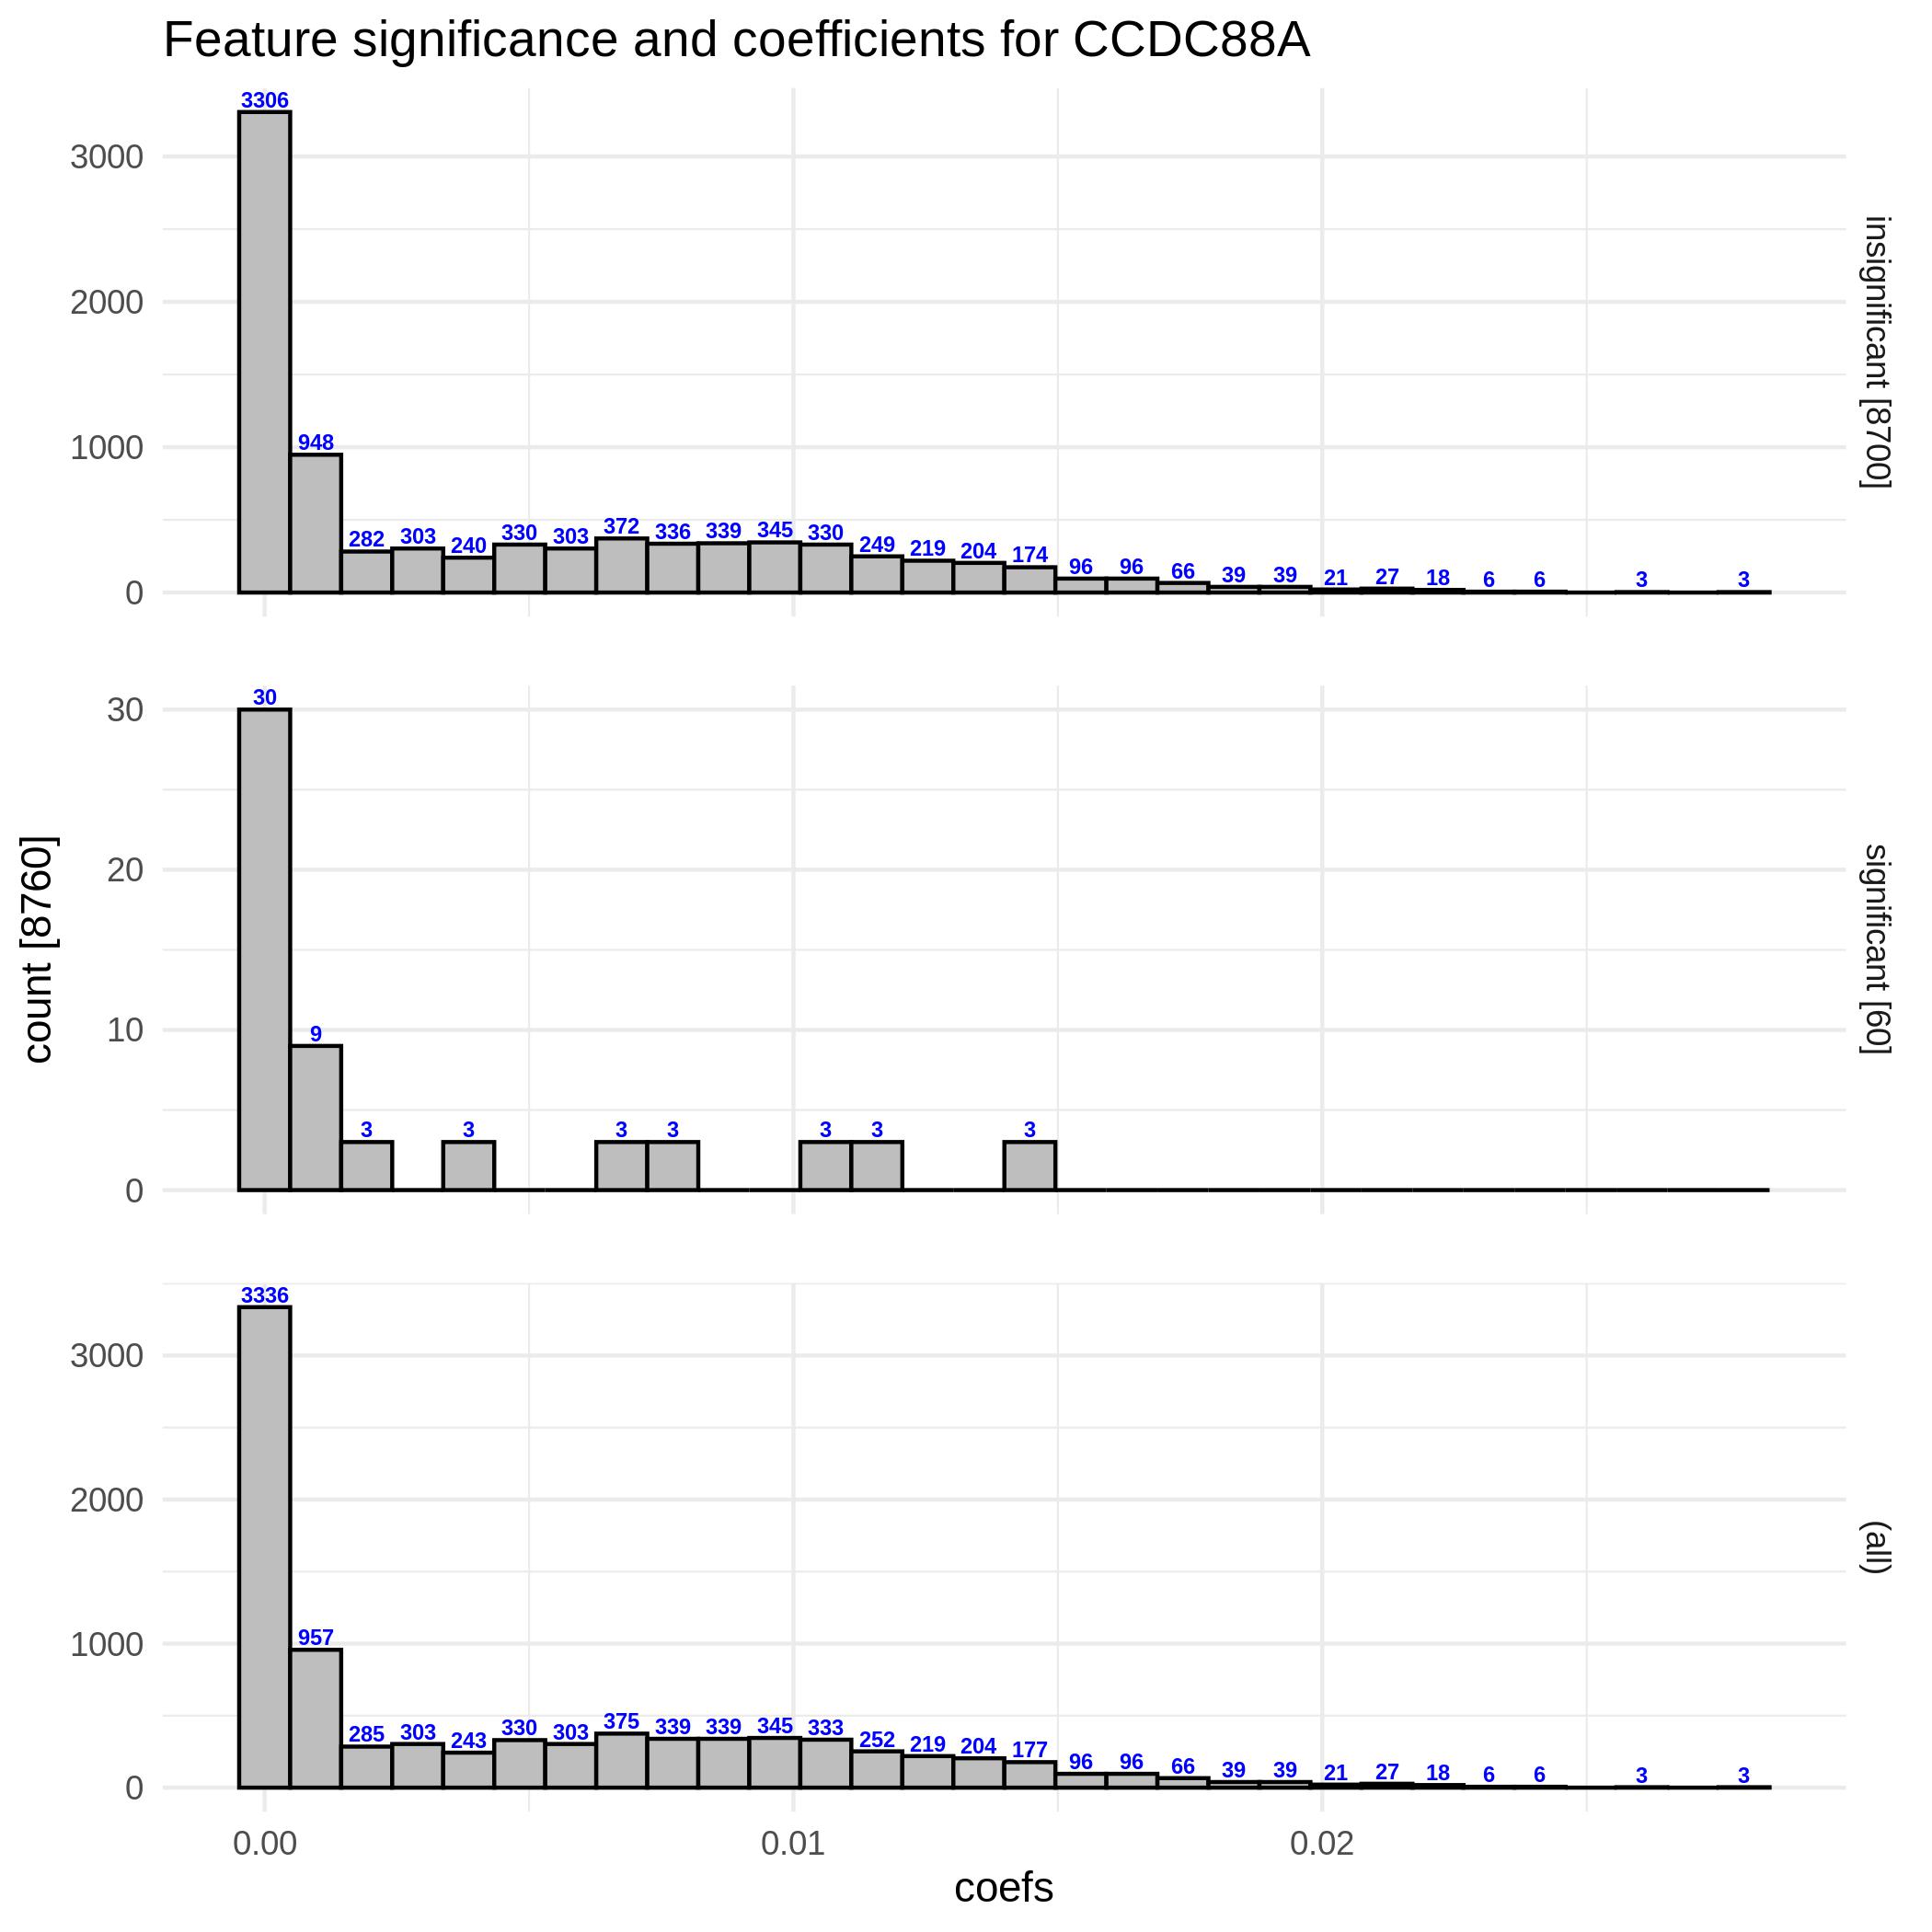 Feature significance and coefficients for CCDC88A
3306
3000
insignificant [8700]
2000
948
1000
282 303 240 330 303 372 336 339 345 330 249 219 204 174 96 96 66 39 39 21 27 18 6 6 3 3
0
30
30
significant [60]
20
count [8760]
9
10
3 3 3 3 3 3 3
0
3336
3000
(all)
2000
957
1000
285 303 243 330 303 375 339 339 345 333 252 219 204 177 96 96 66 39 39 21 27 18 6 6 3 3
0
0.00 0.01 0.02
coefs